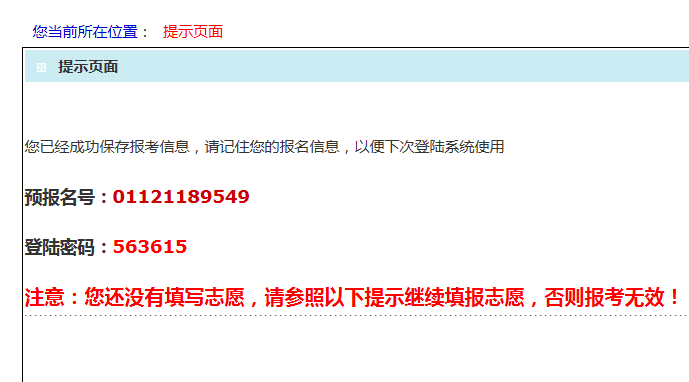 您当前所在位置： 提示页面
提示页面
您已经成功保存报考信息，请记住您的报名信息，以便下次登陆系统使用
预报名号：01121189549
登陆密码：563615
注意：您还没有填写志愿，请参照以下提示继续填报志愿，否则报考无效！